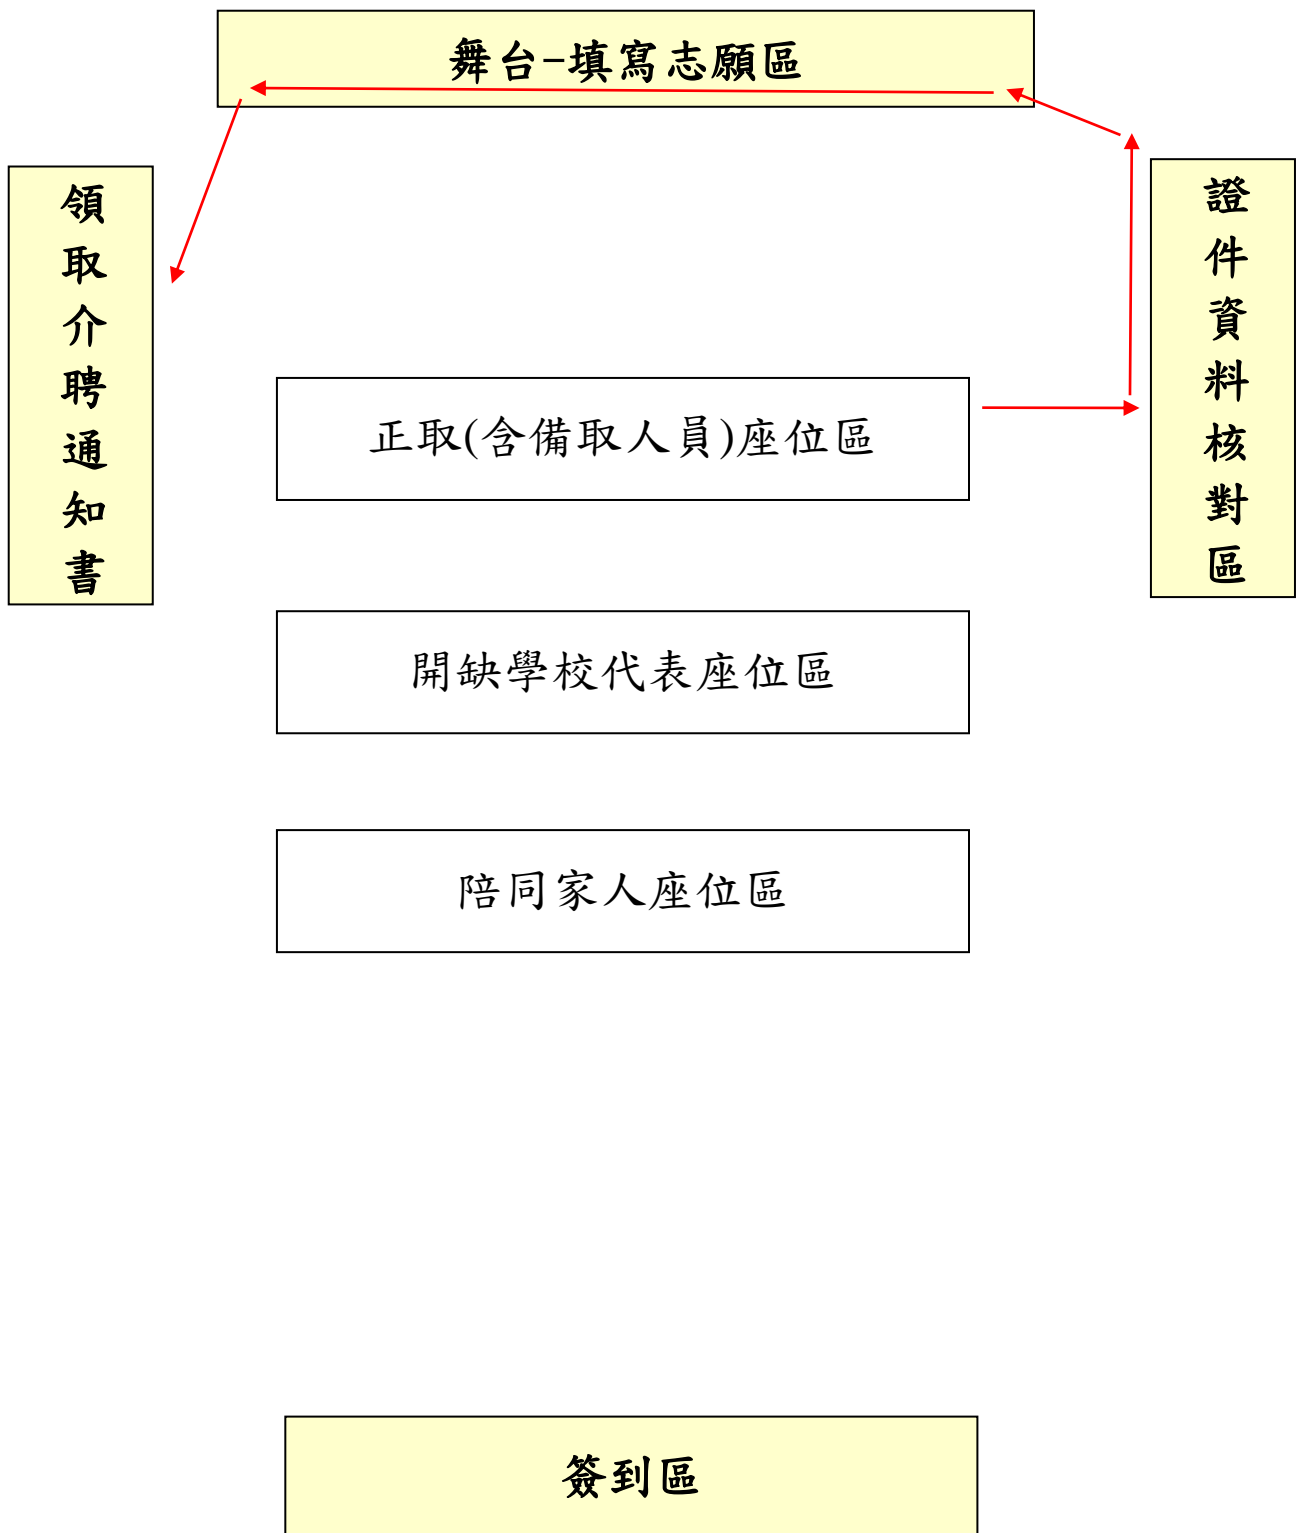 舞台-填寫志願區
領取介聘通知書
證件資料核對區
正取(含備取人員)座位區
開缺學校代表座位區
陪同家人座位區
簽到區